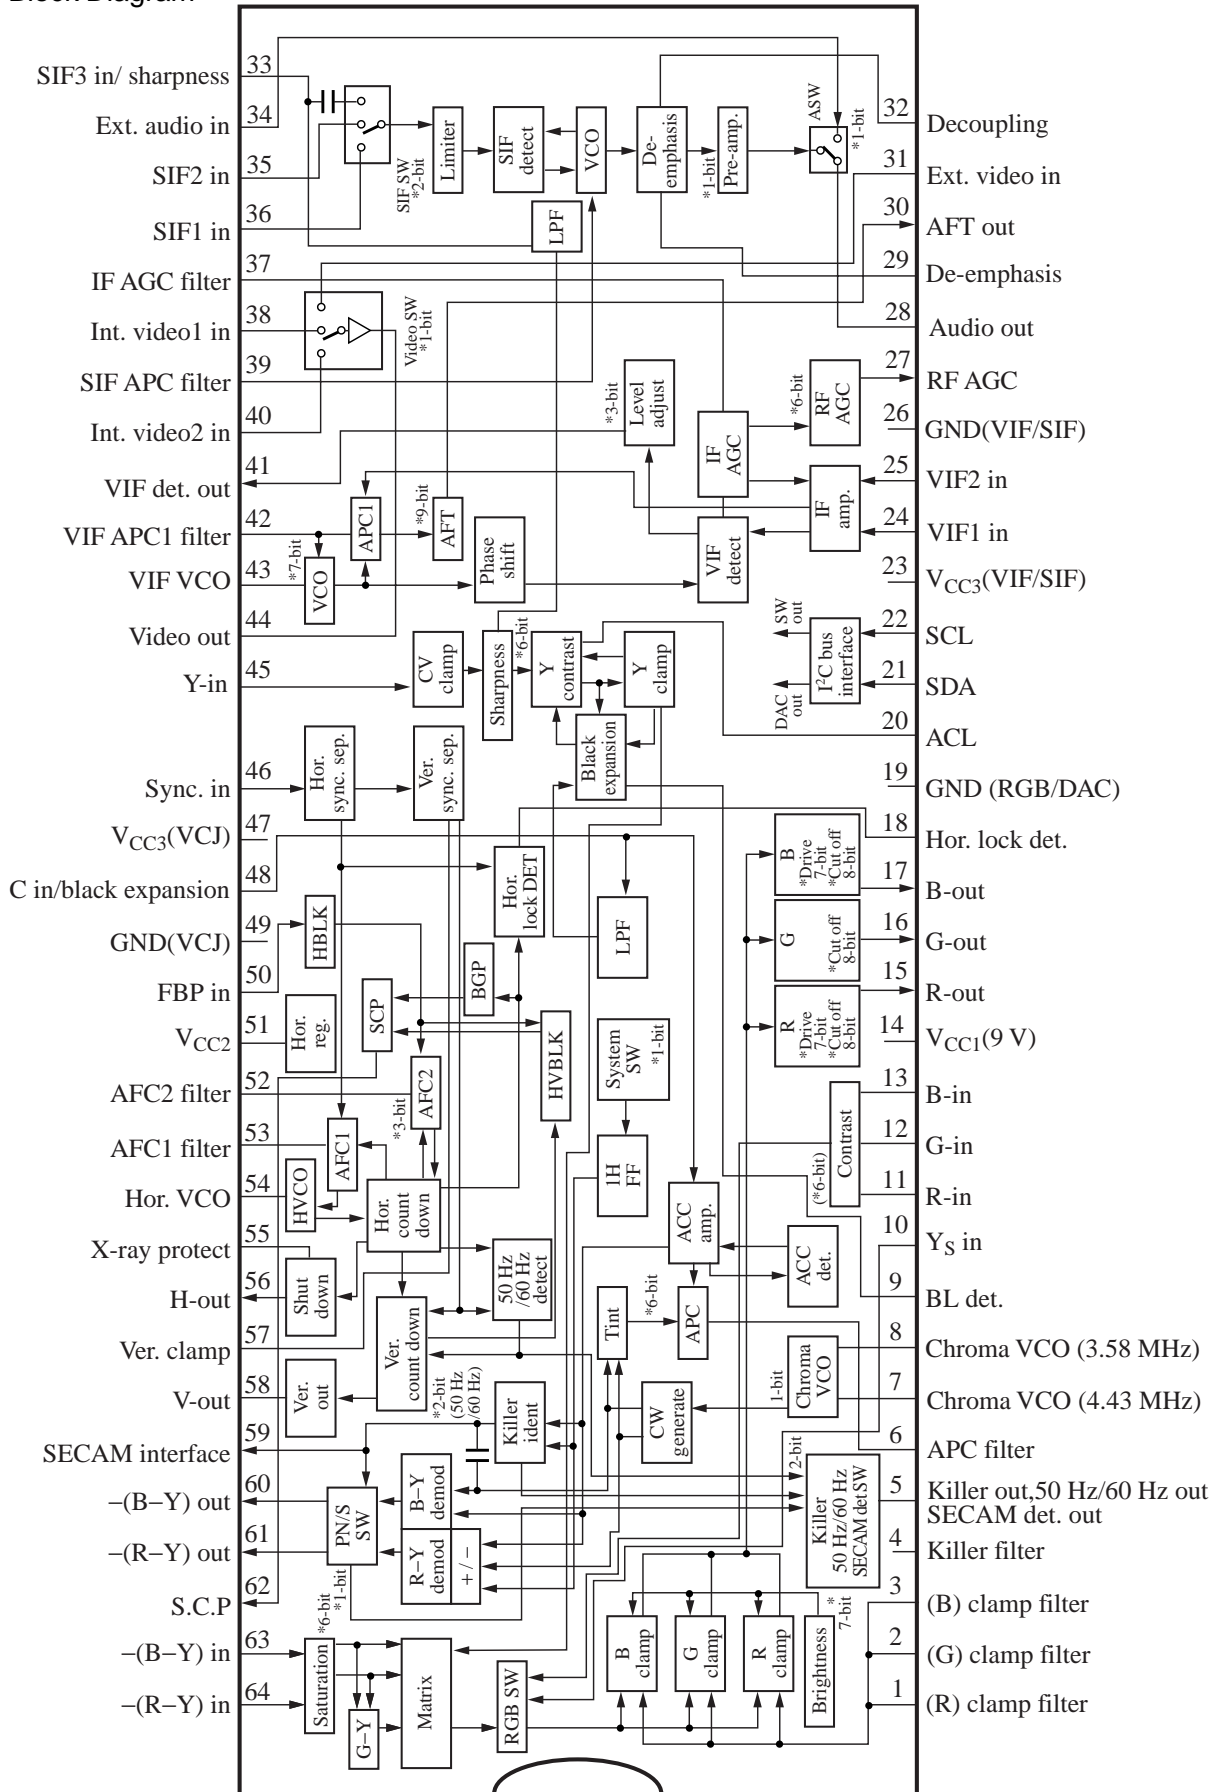 Block Diagram
SIF3 in/ sharpness
33
Ext. audio in
34
SIF2 in
35
SIF1 in
36
IF AGC filter
37
Int. video1 in
38
SIF APC filter
39
Int. video2 in
40
VIF det. out
41
VIF APC1 filter
42
VIF VCO
43
Video out
44
Y-in
45
Sync. in
46
VCC3(VCJ)
47
C in/black expansion
48
GND(VCJ)
49
FBP in
50
VCC2
51
AFC2 filter
52
AFC1 filter
53
Hor. VCO
54
X-ray protect
55
H-out
56
Ver. clamp
57
V-out
58
SECAM interface
59
−(B−Y) out
60
−(R−Y) out
61
S.C.P
62
−(B−Y) in
63
−(R−Y) in
64
32
Decoupling
31
Ext. video in
30
AFT out
29
De-emphasis
28
Audio out
27
RF AGC
26
GND(VIF/SIF)
25
VIF2 in
24
VIF1 in
23
VCC3(VIF/SIF)
22
SCL
21
SDA
20
ACL
19
GND (RGB/DAC)
18
Hor. lock det.
17
B-out
16
G-out
15
R-out
14
VCC1(9 V)
13
B-in
12
G-in
11
R-in
10
YS in
9
BL det.
8
Chroma VCO (3.58 MHz)
7
Chroma VCO (4.43 MHz)
6
APC filter
5
Killer out,50 Hz/60 Hz out
SECAM det. out
4
Killer filter
3
(B) clamp filter
2
(G) clamp filter
1
(R) clamp filter
SIF SW
*2-bit
Limiter
SIF
detect
VCO
De-
emphasis
*1-bit
Pre-amp.
ASW
*1-bit
LPF
Video SW
*1-bit
*3-bit
Level
adjust
*6-bit
RF
AGC
IF
AGC
IF
amp.
APC1
*9-bit
AFT
*7-bit
VCO
Phase
shift
VIF
detect
CV
clamp
Sharpness
*6-bit
Y
contrast
Y
clamp
SW
out
DAC
out
I2C bus
interface
Black
expansion
Hor.
sync. sep.
Ver.
sync. sep.
Hor.
lock DET
LPF
B
*Drive
7-bit
*Cut off
8-bit
G
*Cut off
8-bit
R
*Drive
7-bit
*Cut off
8-bit
HBLK
BGP
SCP
Hor.
reg.
HVBLK
System
SW
*1-bit
AFC2
*3-bit
AFC1
HVCO
Hor.
count
down
1H
FF
(*6-bit)
Contrast
ACC
amp.
ACC
det.
Shut
down
50 Hz
/60 Hz
detect
Tint
*6-bit
APC
Ver.
count down
Ver.
out
*2-bit
(50 Hz
/60 Hz)
1-bit
Chroma
VCO
Killer
ident
CW
generate
2-bit
Killer
50 Hz/60 Hz
SECAM det SW
PN/S
SW
B−Y
demod
R−Y
demod
+ / −
*6-bit
*1-bit
Saturation
G−Y
Matrix
RGB SW
B
clamp
G
clamp
R
clamp
*
7-bit
Brightness